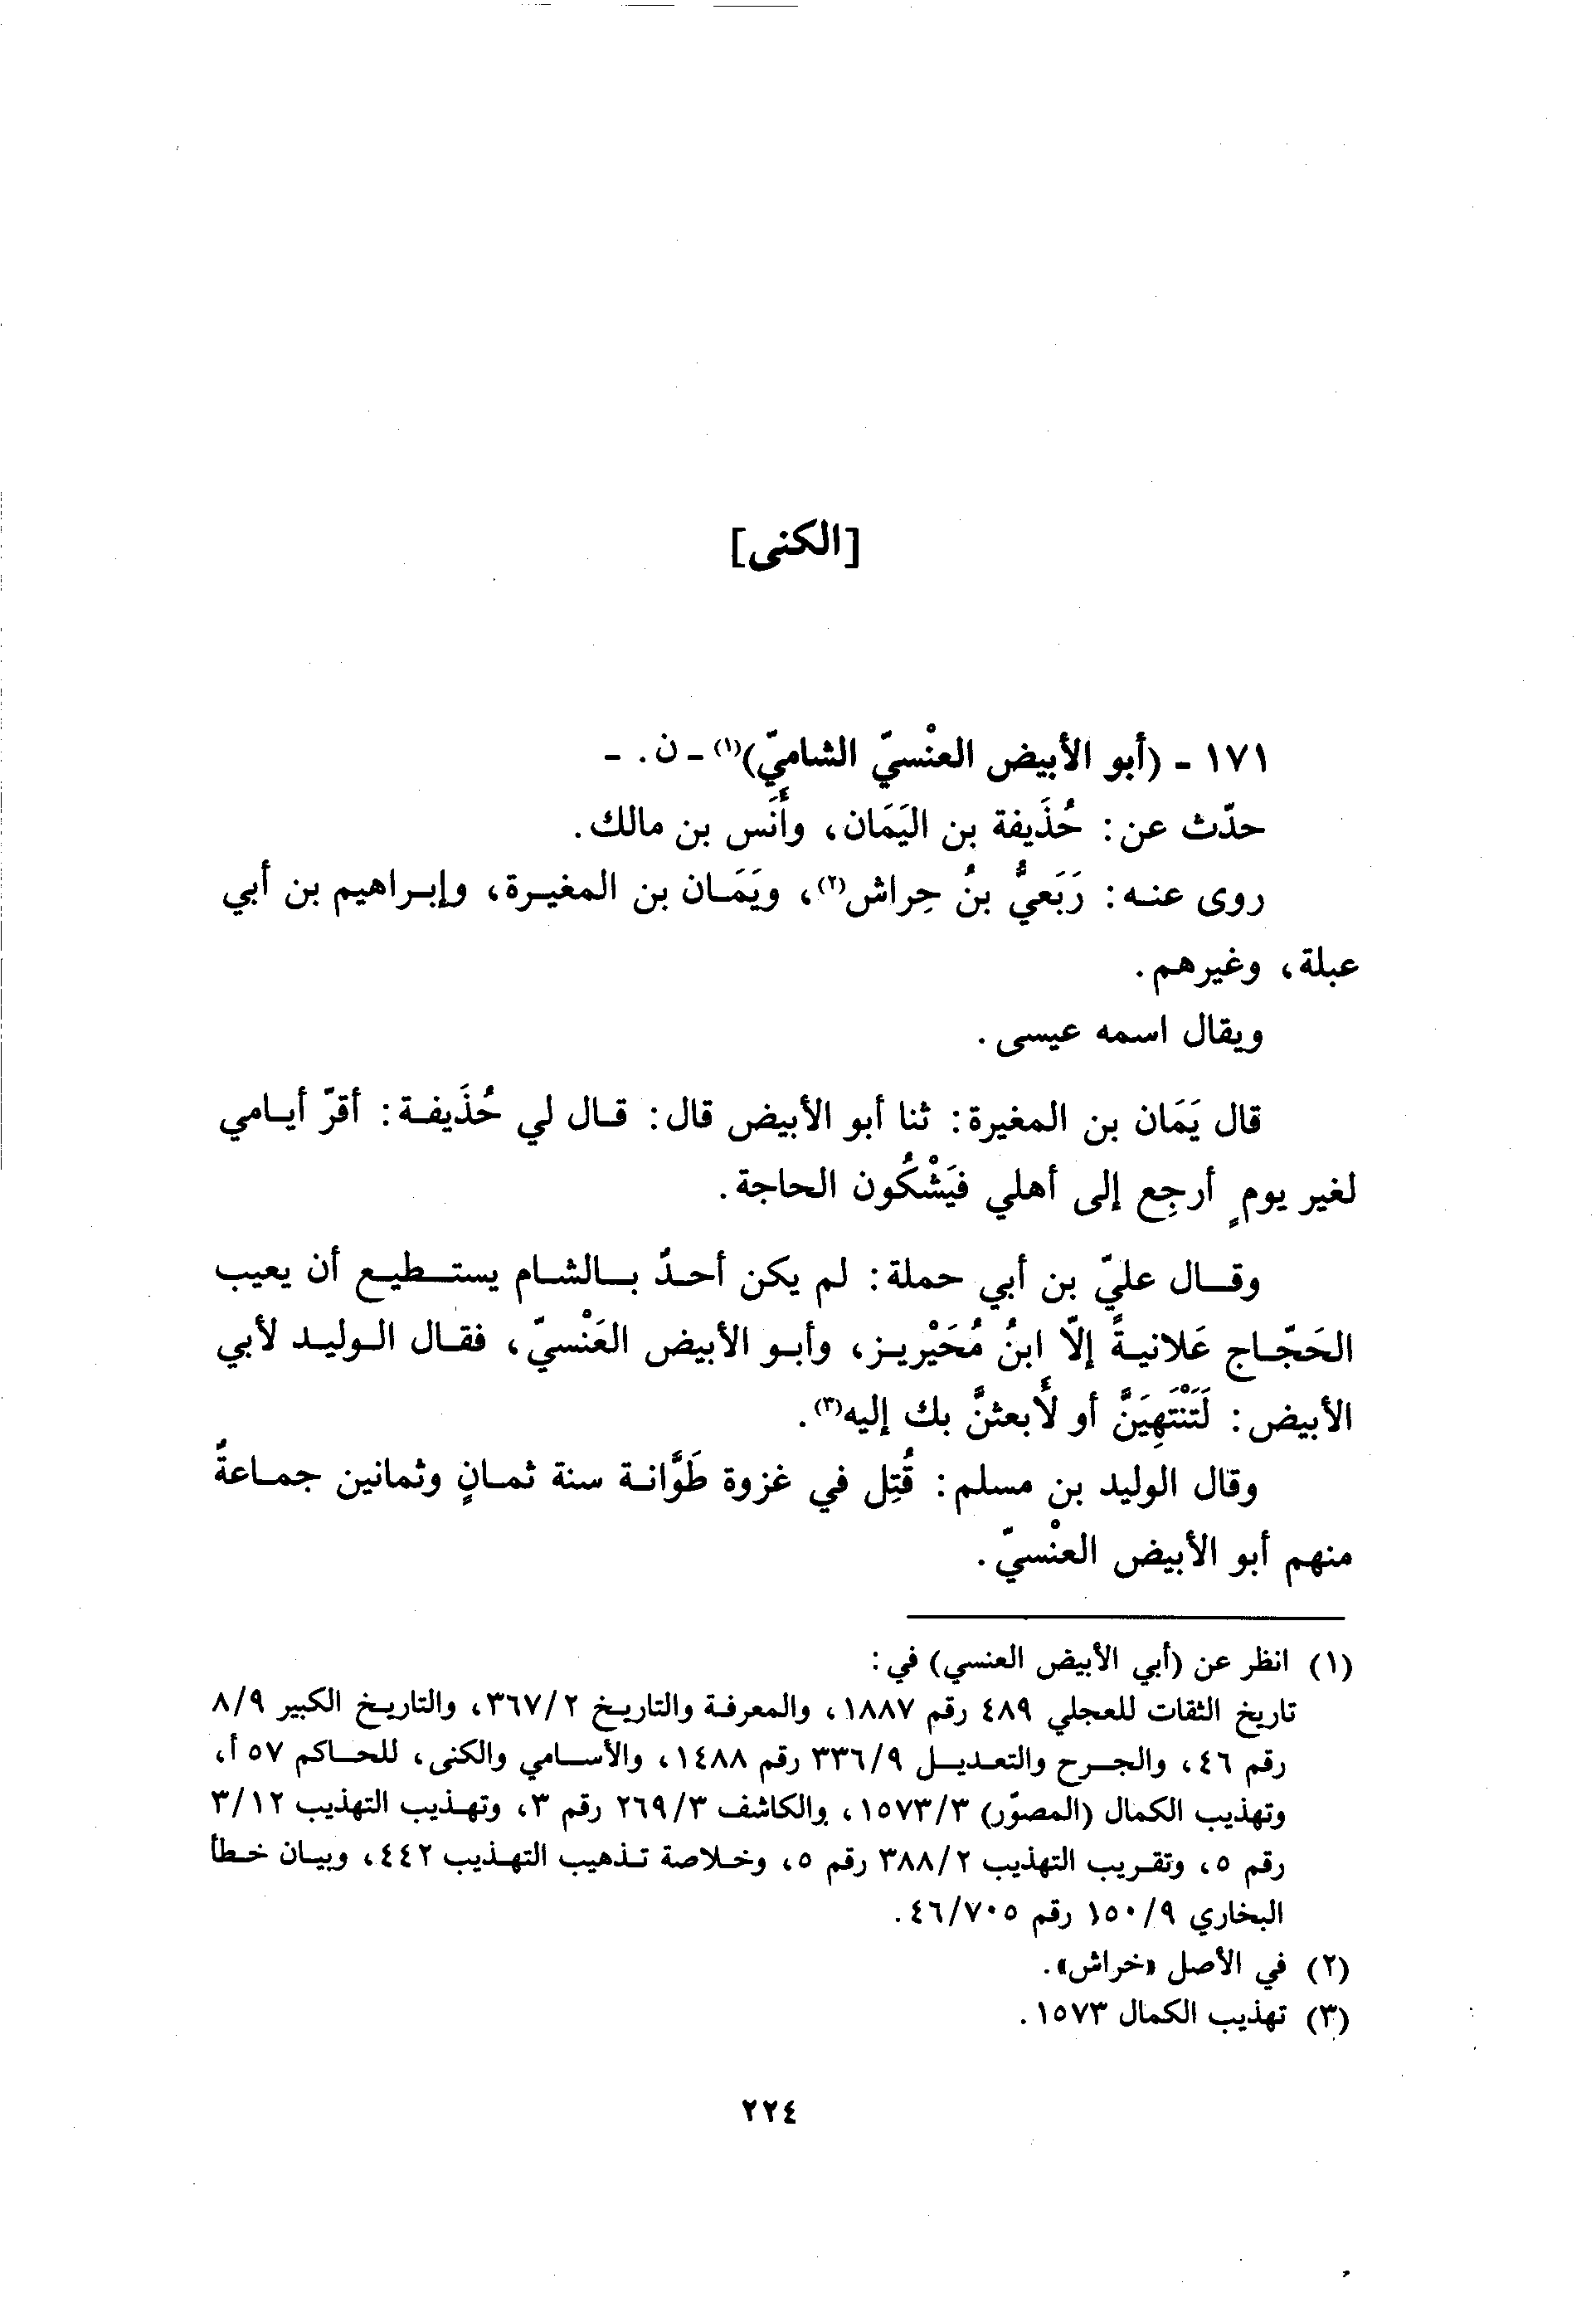 [الكنى]
١٧١ - (أبو الأبيض العنْسيّ الشاميّ)(١) - ن. -
حدّث عن: حُذَيفة بن اليَمَان، وأَنَس بن مالك.
روى عنه: رَبَعيُّ بنُ حِراش(٢)، ويَمَان بن المغيرة، وإبراهيم بن أبي
عبلة، وغيرهم.
ويقال اسمه عيسى.
قال يَمَان بن المغيرة: ثنا أبو الأبيض قال: قال لي حُذَيفة: أقرّ أيامي
لغير يومٍ أرجِع إلى أهلي فيَشْكُون الحاجة.
وقال عليّ بن أبي حملة: لم يكن أحدٌ بالشام يستطيع أن يعيب
الحَجّاج عَلانيةً إلّا ابنُ مُحَيْريز، وأبو الأبيض العَنْسيّ، فقال الوليد لأبي
الأبيض: لَتَنْتَهِيَنَّ أو لأَبعثنَّ بك إليه(٣).
وقال الوليد بن مسلم: قُتِل في غزوة طَوَّانة سنة ثمانٍ وثمانين جماعةٌ
منهم أبو الأبيض العنْسيّ.
(١) انظر عن (أبي الأبيض العنسي) في:
تاريخ الثقات للعجلي ٤٨٩ رقم ١٨٨٧، والمعرفة والتاريخ ٣٦٧/٢، والتاريخ الكبير ٨/٩
رقم ٤٦، والجرح والتعديل ٣٣٦/٩ رقم ١٤٨٨، والأسامي والكنى، للحاكم ٥٧ أ،
وتهذيب الكمال (المصوّر) ١٥٧٣/٣، والكاشف ٢٦٩/٣ رقم ٣، وتهذيب التهذيب ٣/١٢
رقم ٥، وتقريب التهذيب ٣٨٨/٢ رقم ٥، وخلاصة تذهيب التهذيب ٤٤٢، وبيان خطأ
البخاري ١٥٠/٩ رقم ٤٦/٧٠٥.
(٢) في الأصل «خراش».
(٣) تهذيب الكمال ١٥٧٣.
٢٢٤